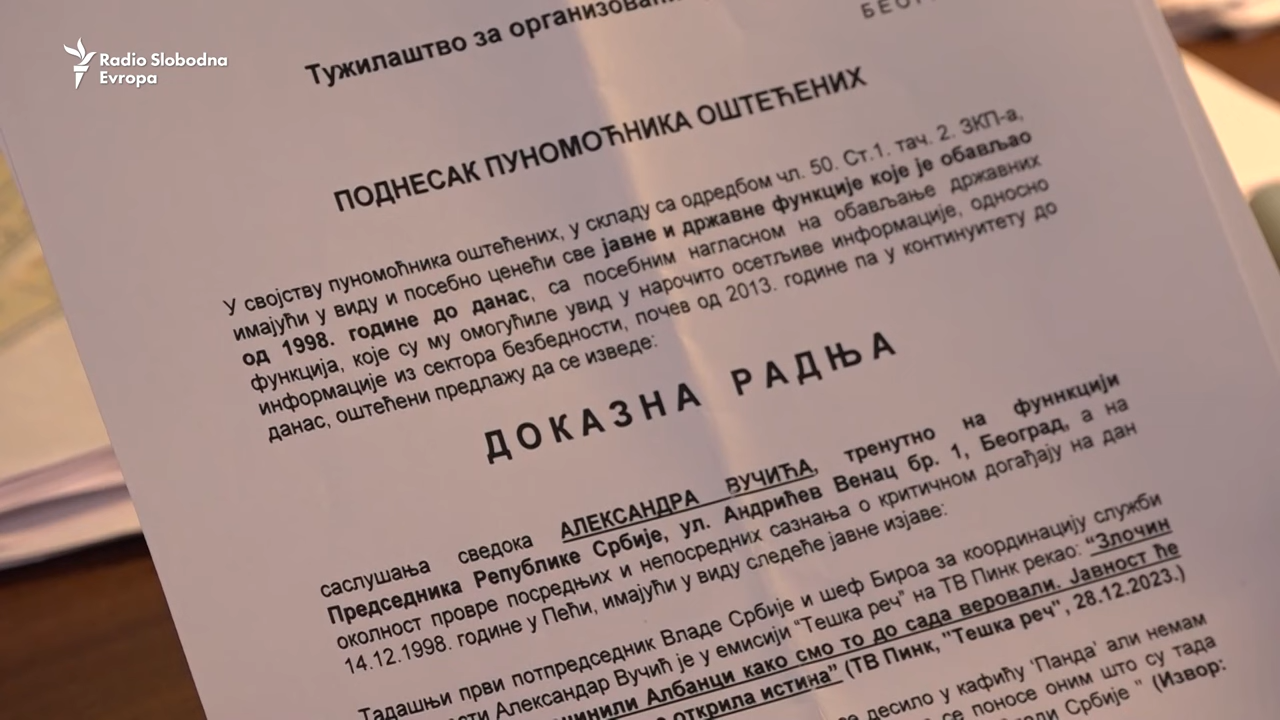 Radio Slobodna
Evropa
Тужилаштво за
ПОДНЕСАК ПУНОМОЋНИКА ОШТЕЋЕНИХ
У својству пуномоћника оштећених, у складу са одредбом чл. 50. Ст.1. тач. 2. ЗКП-а,
имајући у виду и посебно ценећи све јавне и државне функције које је обављао
од 1998. године до данас, са посебним нагласном на обављање државних
функција, које су му омогућиле увид у нарочито осетљиве информације, односно
информације из сектора безбедности, почев од 2013. године па у континуитету до
данас, оштећени предлажу да се изведе:
ДОКАЗНА РАДЊА
саслушања сведока АЛЕКСАНДРА ВУЧИЋА, тренутно на фуннкцији
Председника Републике Србије, ул. Андрићев Венац бр. 1, Београд, а на
околност провре посредњих и непосредних сазнања о критичном догађају на дан
14.12.1998. године у Пећи, имајући у виду следеће јавне изјаве:
Тадашњи први потпредседник Владе Србије и шеф Бироа за координацију служби
Александар Вучић је у емисији “Тешка реч” на ТВ Пинк рекао: “Злочин
Албанци како смо то до сада веровали. Јавност ће
открила истина” (ТВ Пинк, "Тешка реч", 28.12.2023.)
десило у кафићу ‘Панда’ али немам
се поносе оним што су тада
Србије ” (Извор: